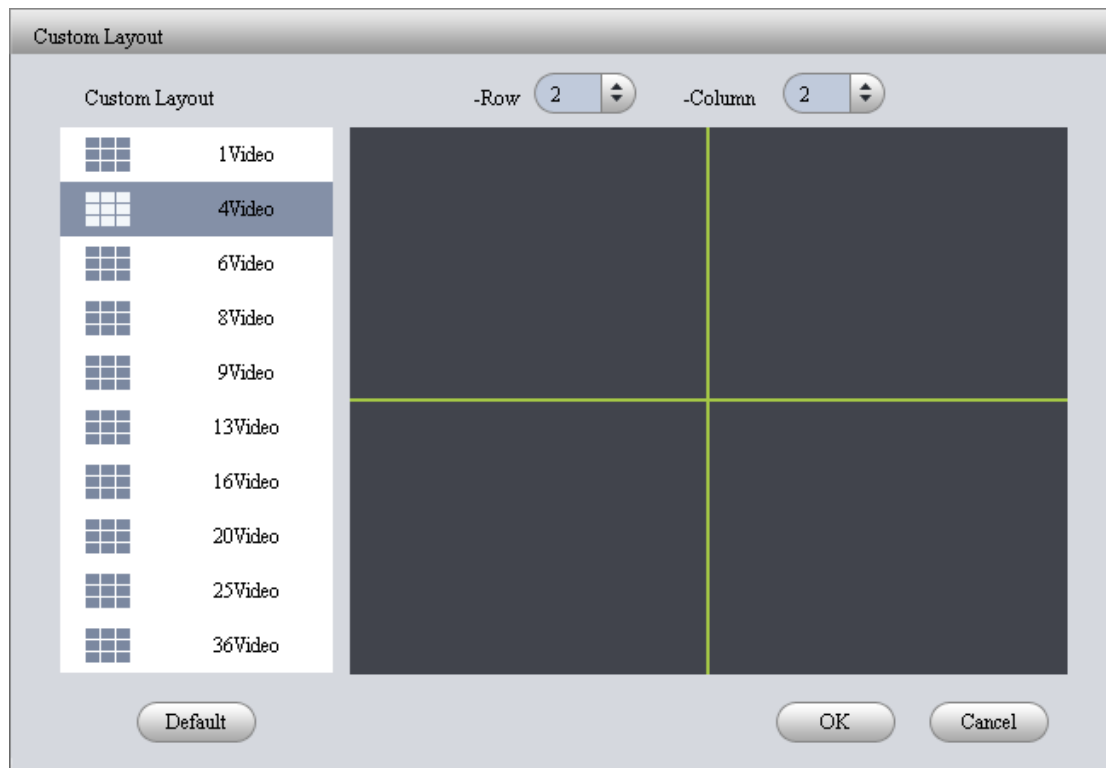 Custom Layout
Custom Layout -Row 2 -Column 2
1Video
4Video
6Video
8Video
9Video
13Video
16Video
20Video
25Video
36Video
Default OK Cancel